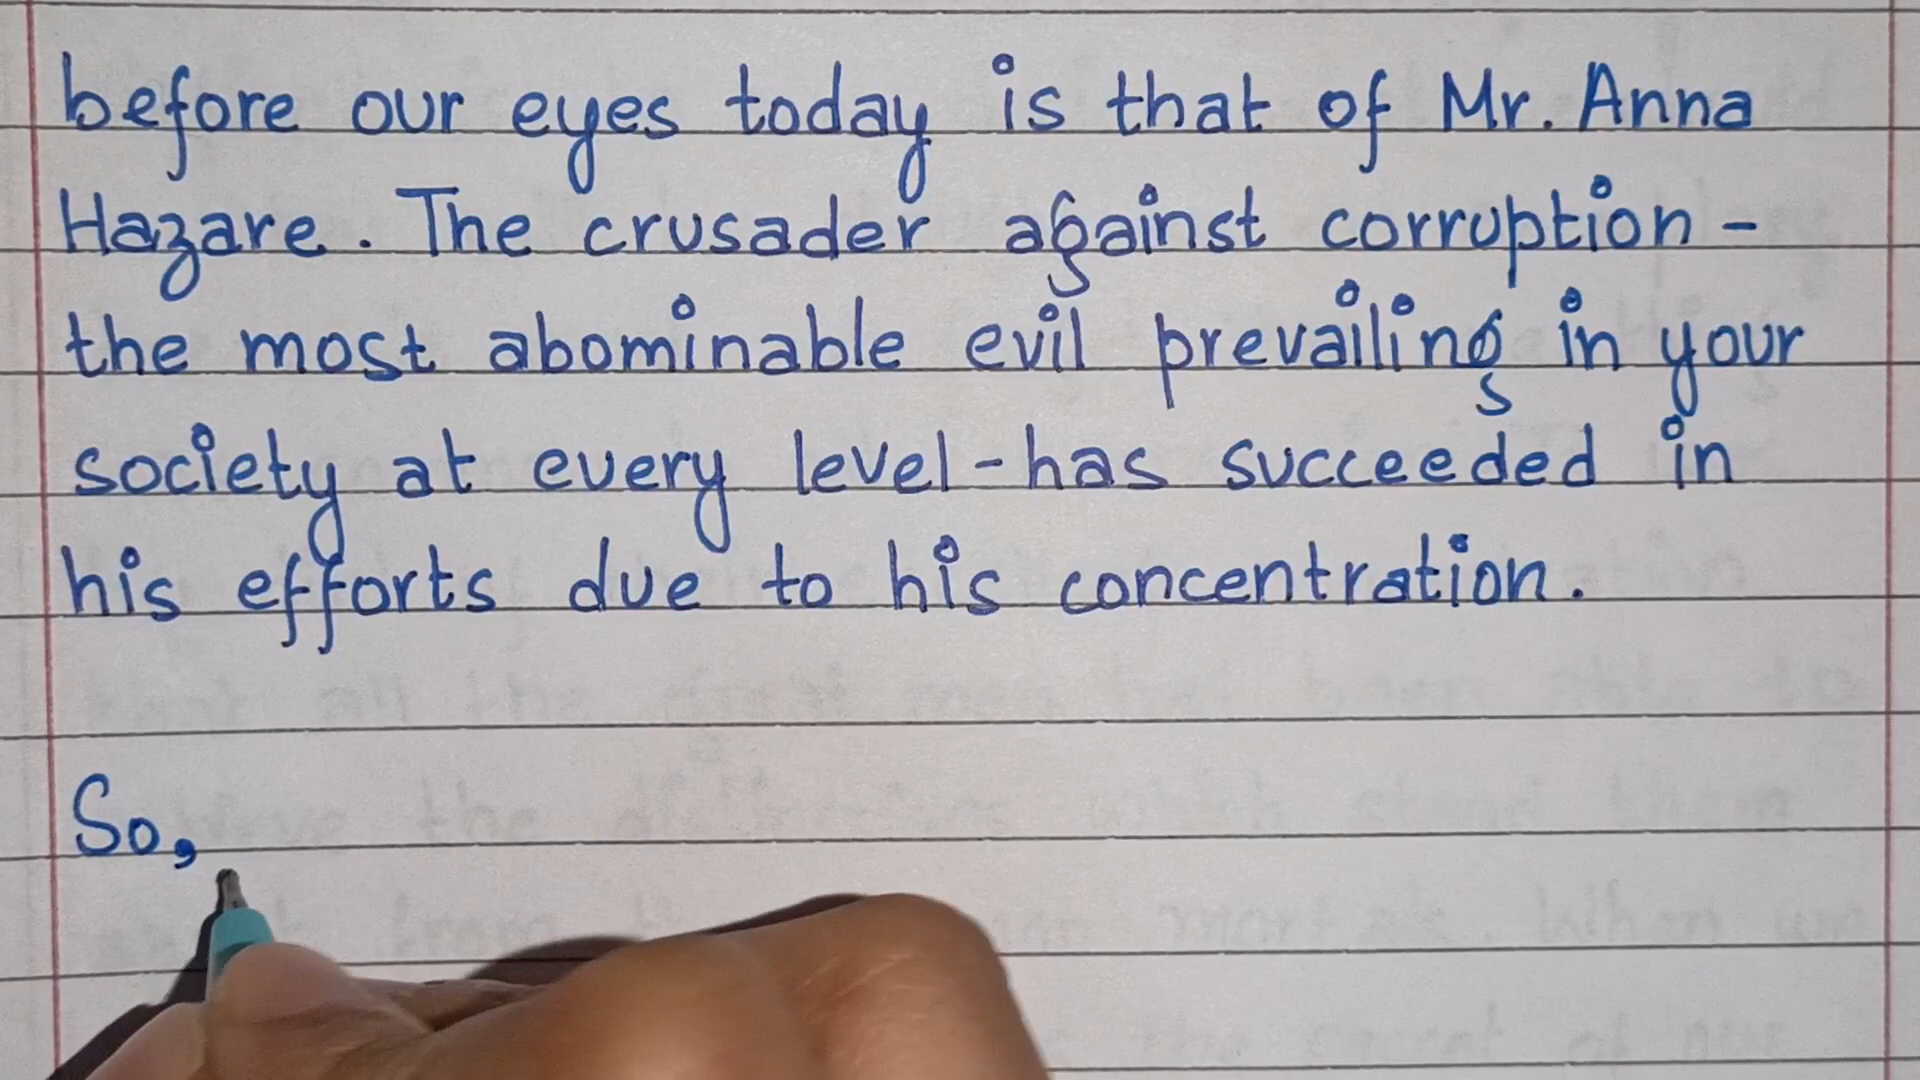 before our eyes today is that of Mr. Anna
Hazare. The crusader against corruption -
the most abominable evil prevailing in your
society at every level - has succeeded in
his efforts due to his concentration.
So,